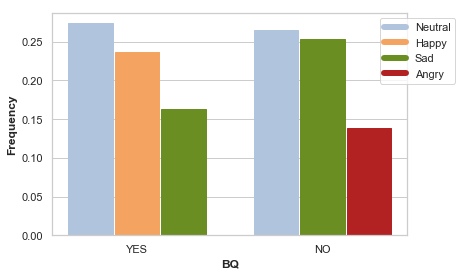 0.25
0.20
0.15
0.10
0.05
0.00
Frequency
YES
NO
BQ
Neutral
Happy
Sad
Angry